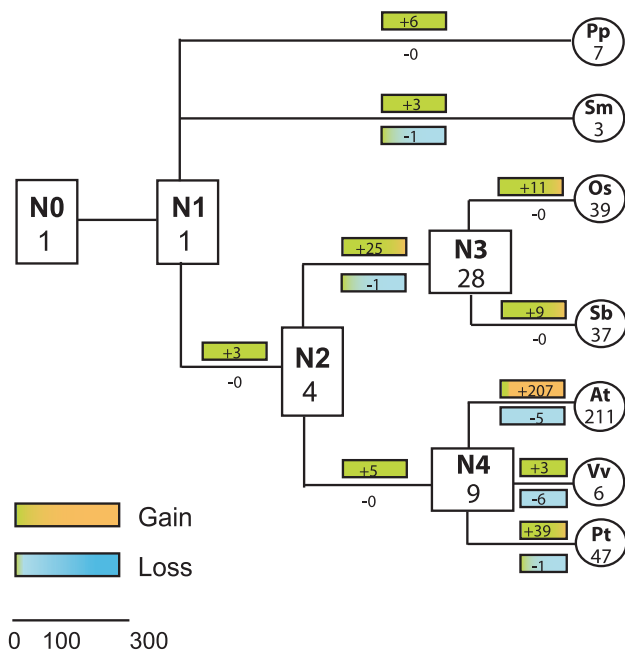 +6
-0
Pp
7
+3
-1
Sm
3
N0
1
N1
1
+11
-0
Os
39
+25
-1
N3
28
+9
-0
Sb
37
+3
-0
N2
4
+207
-5
At
211
+5
-0
N4
9
+3
-6
Vv
6
+39
-1
Pt
47
Gain
Loss
0 100 300